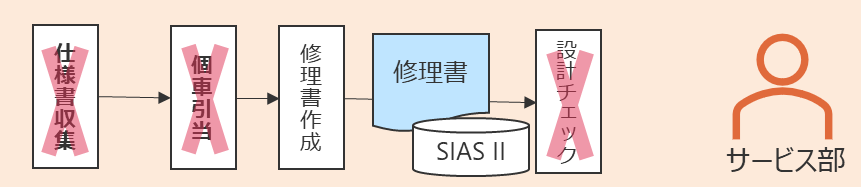 仕様書収集
個車引当
修理書作成
修理書
SIAS II
設計チェック
サービス部